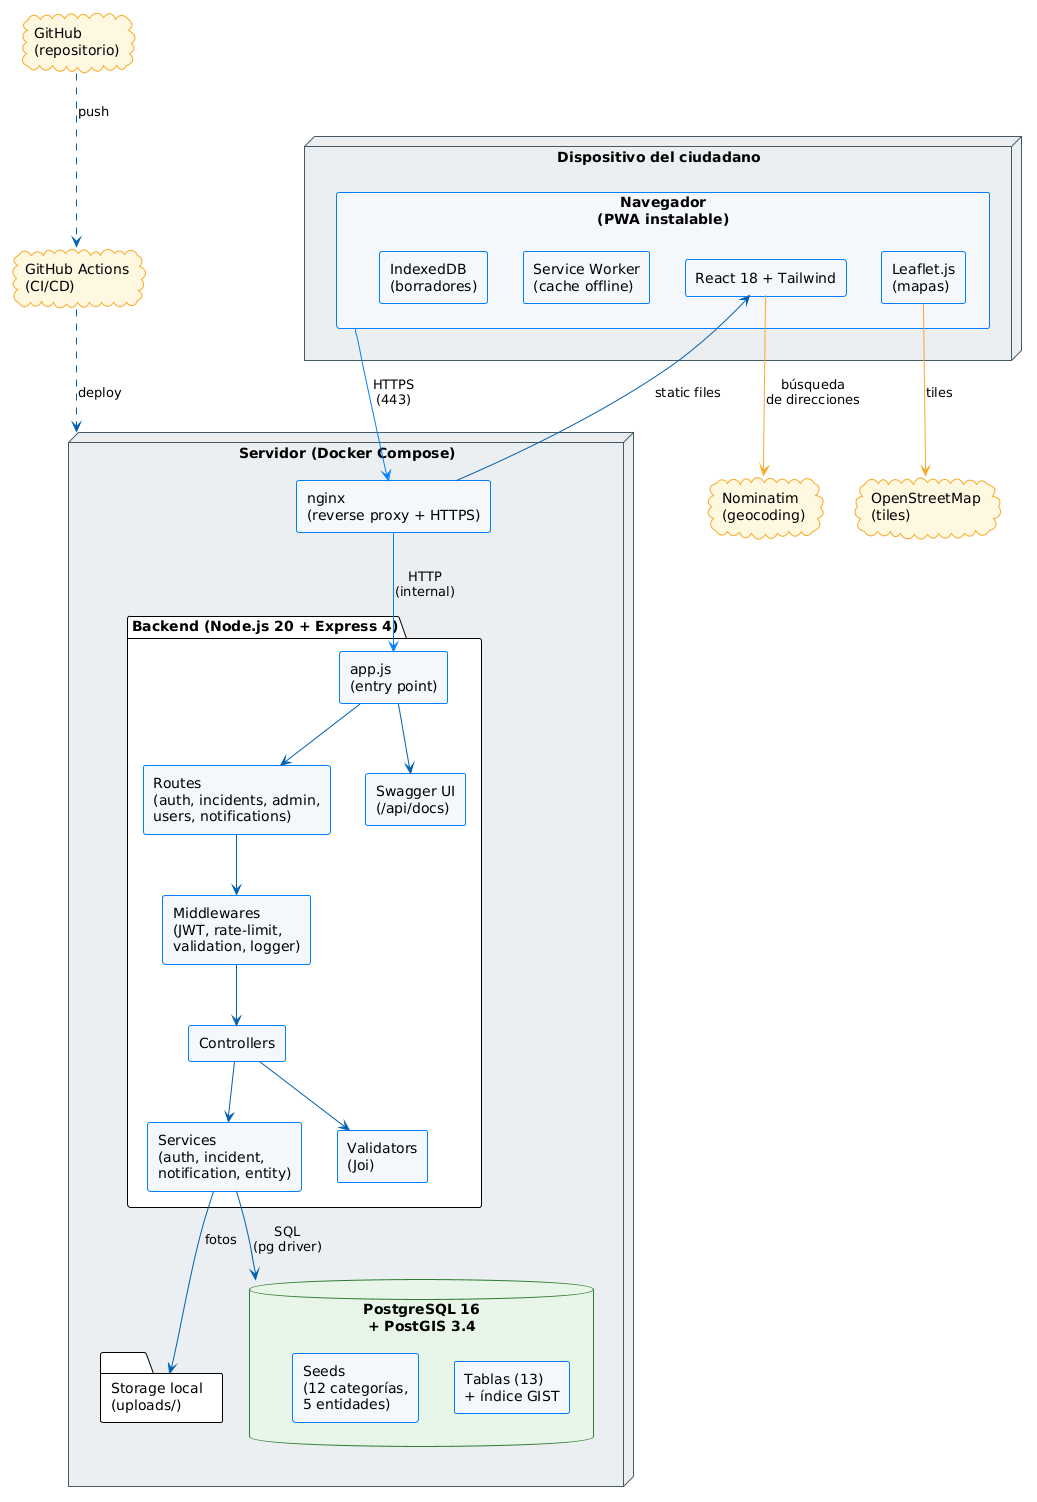 GitHub
(repositorio)
push
Dispositivo del ciudadano
Navegador
(PWA instalable)
GitHub Actions
(CI/CD)
IndexedDB
(borradores)
Service Worker
(cache offline)
React 18 + Tailwind
Leaflet.js
(mapas)
deploy
HTTPS
(443)
static files
búsqueda
de direcciones
tiles
Servidor (Docker Compose)
nginx
(reverse proxy + HTTPS)
Nominatim
(geocoding)
OpenStreetMap
(tiles)
HTTP
(internal)
Backend (Node.js 20 + Express 4)
app.js
(entry point)
Routes
(auth, incidents, admin,
users, notifications)
Swagger UI
(/api/docs)
Middlewares
(JWT, rate-limit,
validation, logger)
Controllers
Services
(auth, incident,
notification, entity)
Validators
(Joi)
fotos
SQL
(pg driver)
PostgreSQL 16
+ PostGIS 3.4
Storage local
(uploads/)
Seeds
(12 categorías,
5 entidades)
Tablas (13)
+ índice GIST